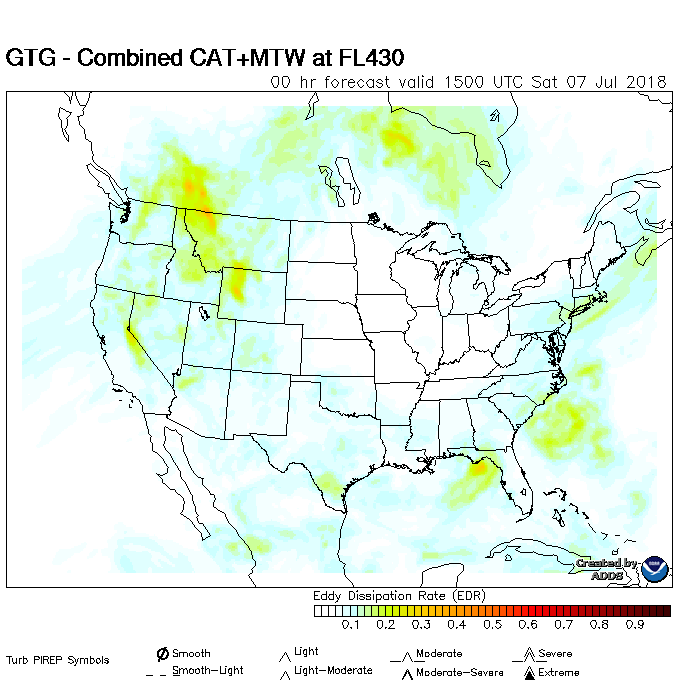 GTG - Combined CAT+MTW at FL430
00 hr forecast valid 1500 UTC Sat 07 Jul 2018
Created by
ADDS
Eddy Dissipation Rate (EDR)
0.1 0.2 0.3 0.4 0.5 0.6 0.7 0.8 0.9
Turb PIREP Symbols
Smooth Light Moderate Severe
Smooth-Light Light-Moderate Moderate-Severe Extreme